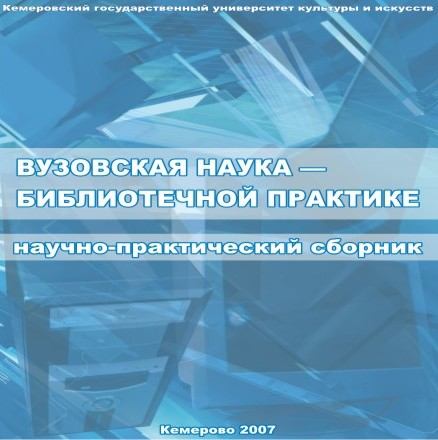 Кемеровский государственный университет культуры и искусств
ВУЗОВСКАЯ НАУКА —
БИБЛИОТЕЧНОЙ ПРАКТИКЕ
научно-практический сборник
Кемерово 2007